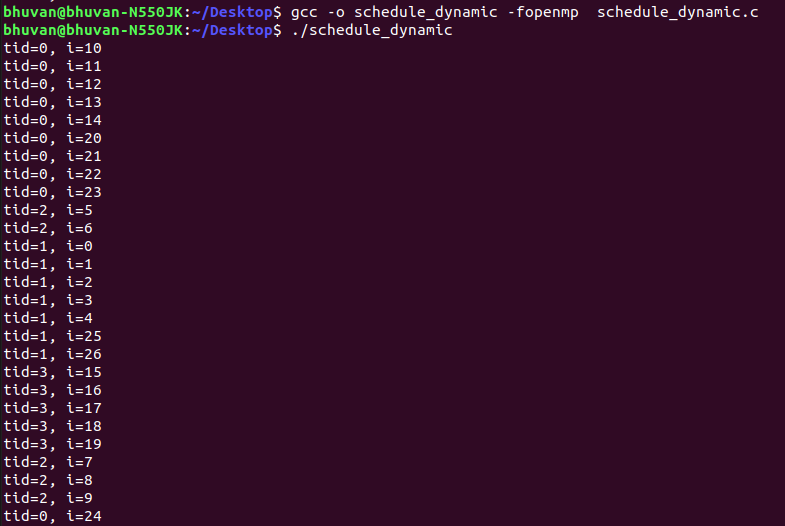 bhuvan@bhuvan-N550JK:~/Desktop$ gcc -o schedule_dynamic -fopenmp  schedule_dynamic.c
bhuvan@bhuvan-N550JK:~/Desktop$ ./schedule_dynamic
tid=0, i=10
tid=0, i=11
tid=0, i=12
tid=0, i=13
tid=0, i=14
tid=0, i=20
tid=0, i=21
tid=0, i=22
tid=0, i=23
tid=2, i=5
tid=2, i=6
tid=1, i=0
tid=1, i=1
tid=1, i=2
tid=1, i=3
tid=1, i=4
tid=1, i=25
tid=1, i=26
tid=3, i=15
tid=3, i=16
tid=3, i=17
tid=3, i=18
tid=3, i=19
tid=2, i=7
tid=2, i=8
tid=2, i=9
tid=0, i=24